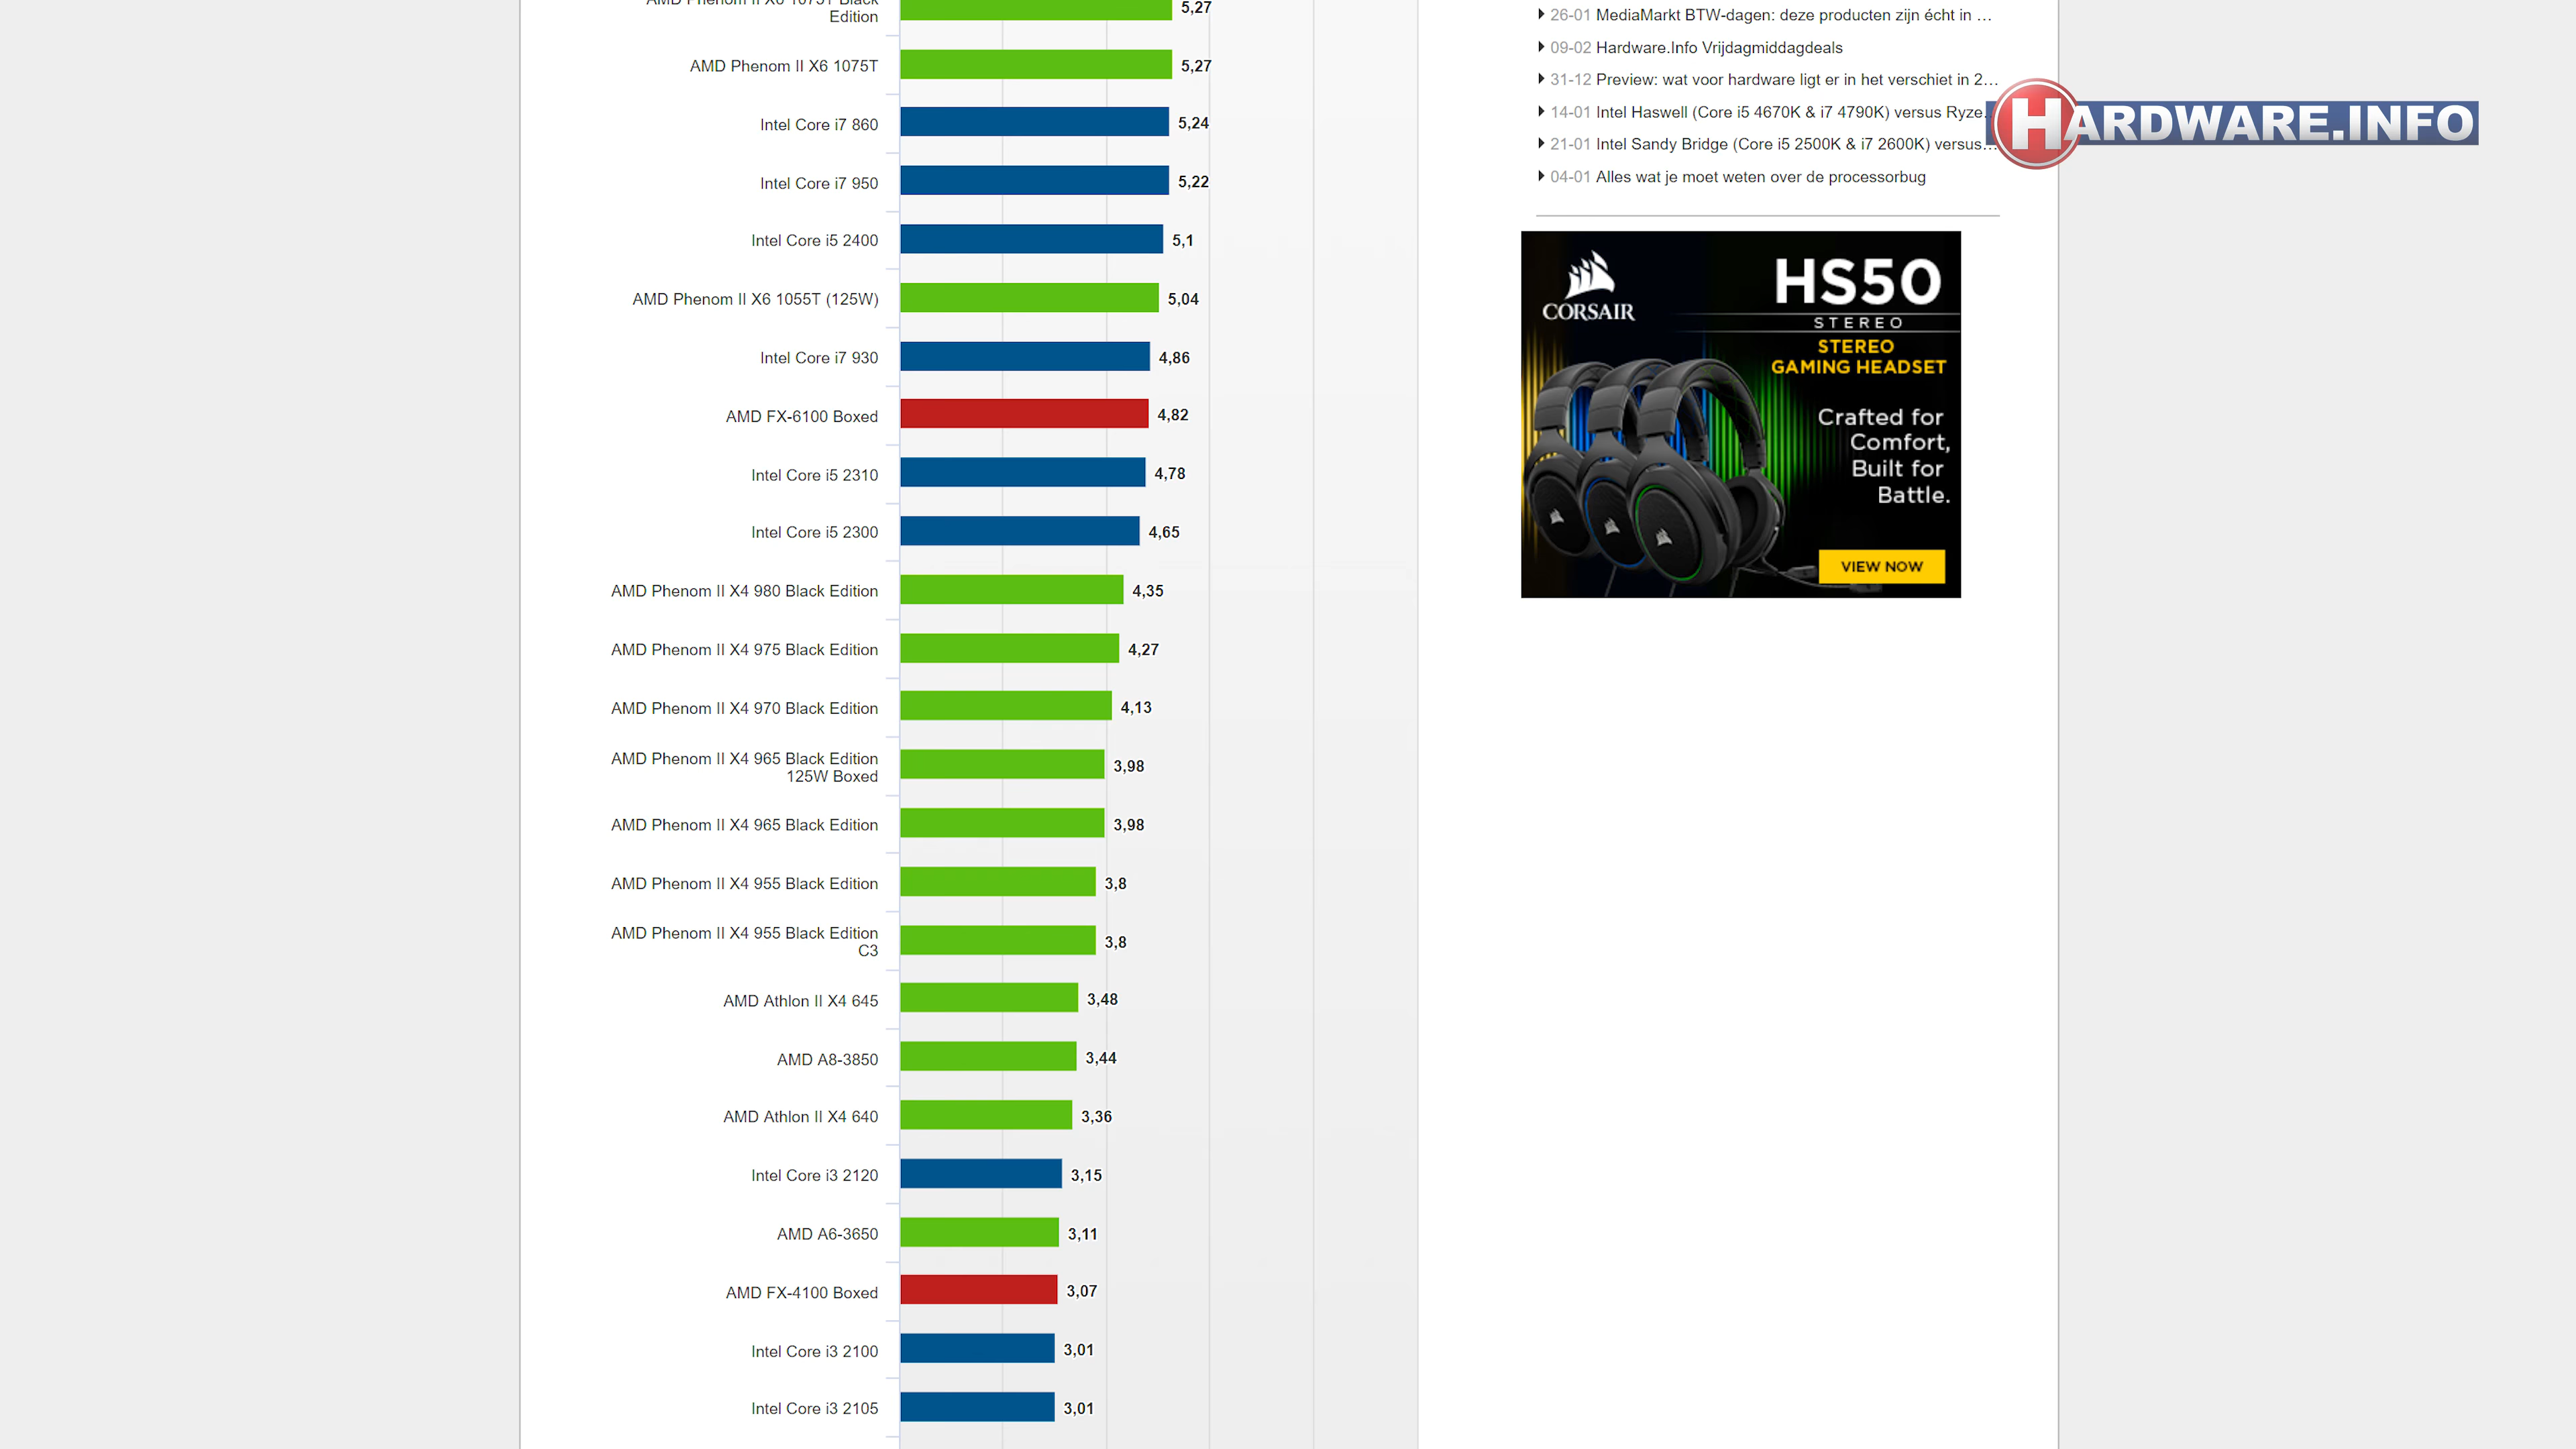 AMD Phenom II X6 1075T Black
Edition
5,27
AMD Phenom II X6 1075T
5,27
Intel Core i7 860
5,24
Intel Core i7 950
5,22
Intel Core i5 2400
5,1
AMD Phenom II X6 1055T (125W)
5,04
Intel Core i7 930
4,86
AMD FX-6100 Boxed
4,82
Intel Core i5 2310
4,78
Intel Core i5 2300
4,65
AMD Phenom II X4 980 Black Edition
4,35
AMD Phenom II X4 975 Black Edition
4,27
AMD Phenom II X4 970 Black Edition
4,13
AMD Phenom II X4 965 Black Edition
125W Boxed
3,98
AMD Phenom II X4 965 Black Edition
3,98
AMD Phenom II X4 955 Black Edition
3,8
AMD Phenom II X4 955 Black Edition
C3
3,8
AMD Athlon II X4 645
3,48
AMD A8-3850
3,44
AMD Athlon II X4 640
3,36
Intel Core i3 2120
3,15
AMD A6-3650
3,11
AMD FX-4100 Boxed
3,07
Intel Core i3 2100
3,01
Intel Core i3 2105
3,01
26-01 MediaMarkt BTW-dagen: deze producten zijn écht in ...
09-02 Hardware.Info Vrijdagmiddagdeals
31-12 Preview: wat voor hardware ligt er in het verschiet in 2...
14-01 Intel Haswell (Core i5 4670K & i7 4790K) versus Ryze...
21-01 Intel Sandy Bridge (Core i5 2500K & i7 2600K) versus...
04-01 Alles wat je moet weten over de processorbug
HARDWARE.INFO
CORSAIR
HS50
STEREO
STEREO
GAMING HEADSET
Crafted for
Comfort,
Built for
Battle.
VIEW NOW